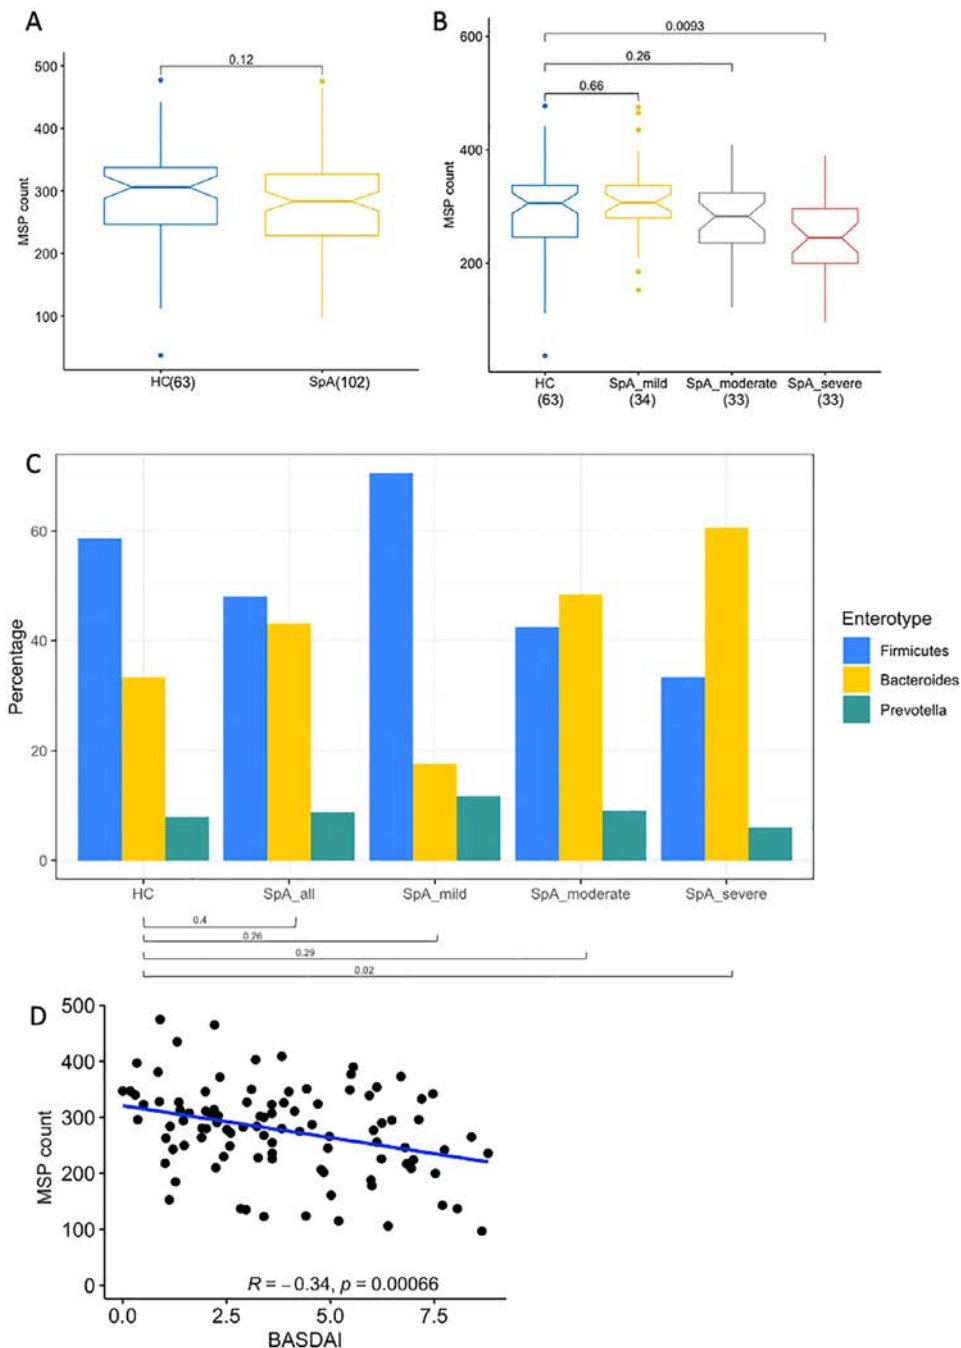 A
0.12
500
400
300
200
100
MSP count
HC(63)
SpA(102)
B
0.0093
0.26
0.66
600
400
200
MSP count
HC
(63)
SpA_mild
(34)
SpA_moderate
(33)
SpA_severe
(33)
C
60
40
20
0
Percentage
HC
SpA_all
SpA_mild
SpA_moderate
SpA_severe
Enterotype
Firmicutes
Bacteroides
Prevotella
0.4
0.26
0.29
0.02
D
500
400
300
200
100
0
MSP count
R = −0.34, p = 0.00066
0.0
2.5
5.0
7.5
BASDAI